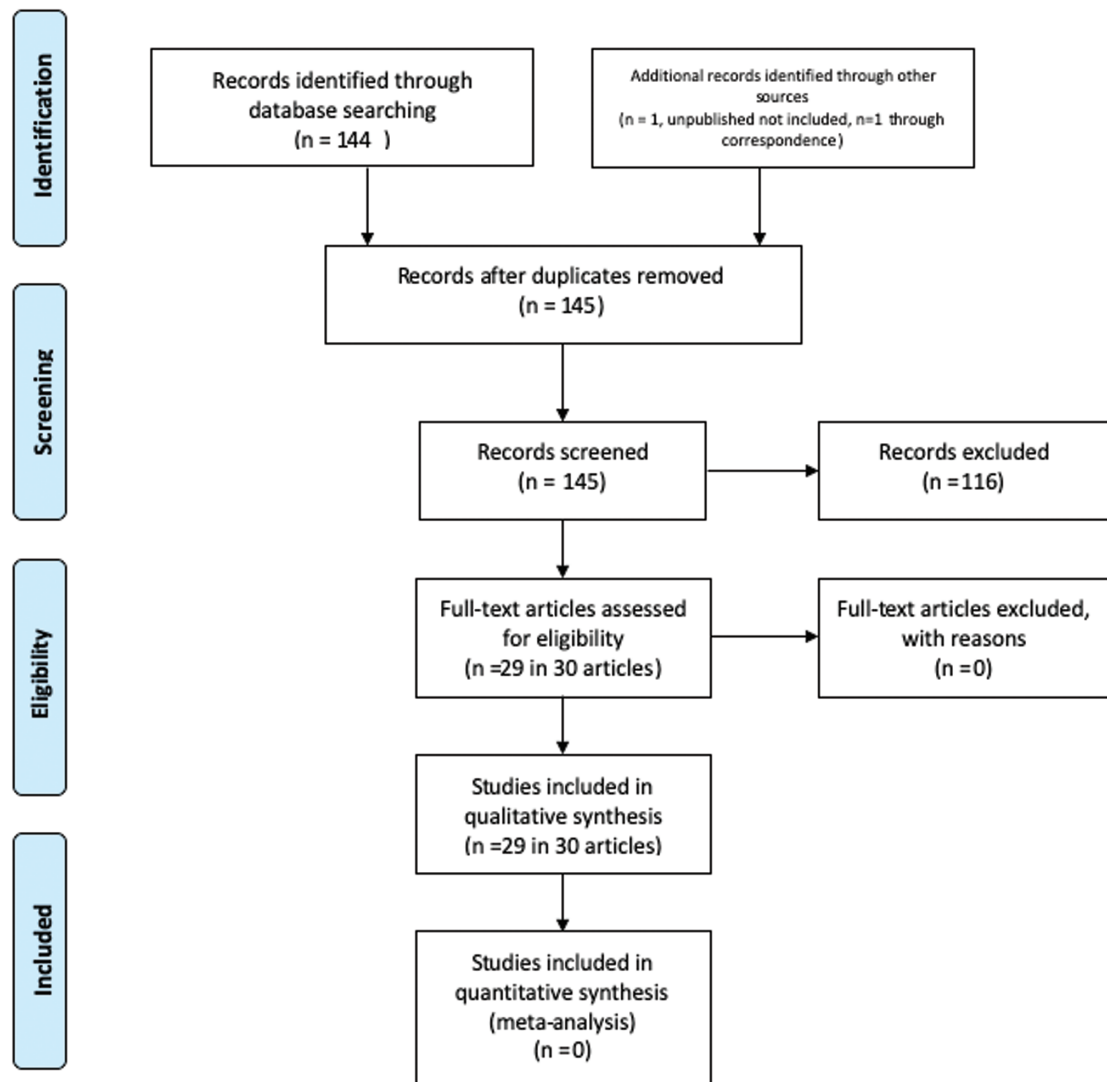 Identification
Records identified through
database searching
(n = 144  )
Additional records identified through other
sources
(n = 1, unpublished not included, n=1 through
correspondence)
Records after duplicates removed
(n = 145)
Screening
Records screened
(n = 145)
Records excluded
(n =116)
Eligibility
Full-text articles assessed
for eligibility
(n =29 in 30 articles)
Full-text articles excluded,
with reasons
(n =0)
Studies included in
qualitative synthesis
(n =29 in 30 articles)
Included
Studies included in
quantitative synthesis
(meta-analysis)
(n =0)